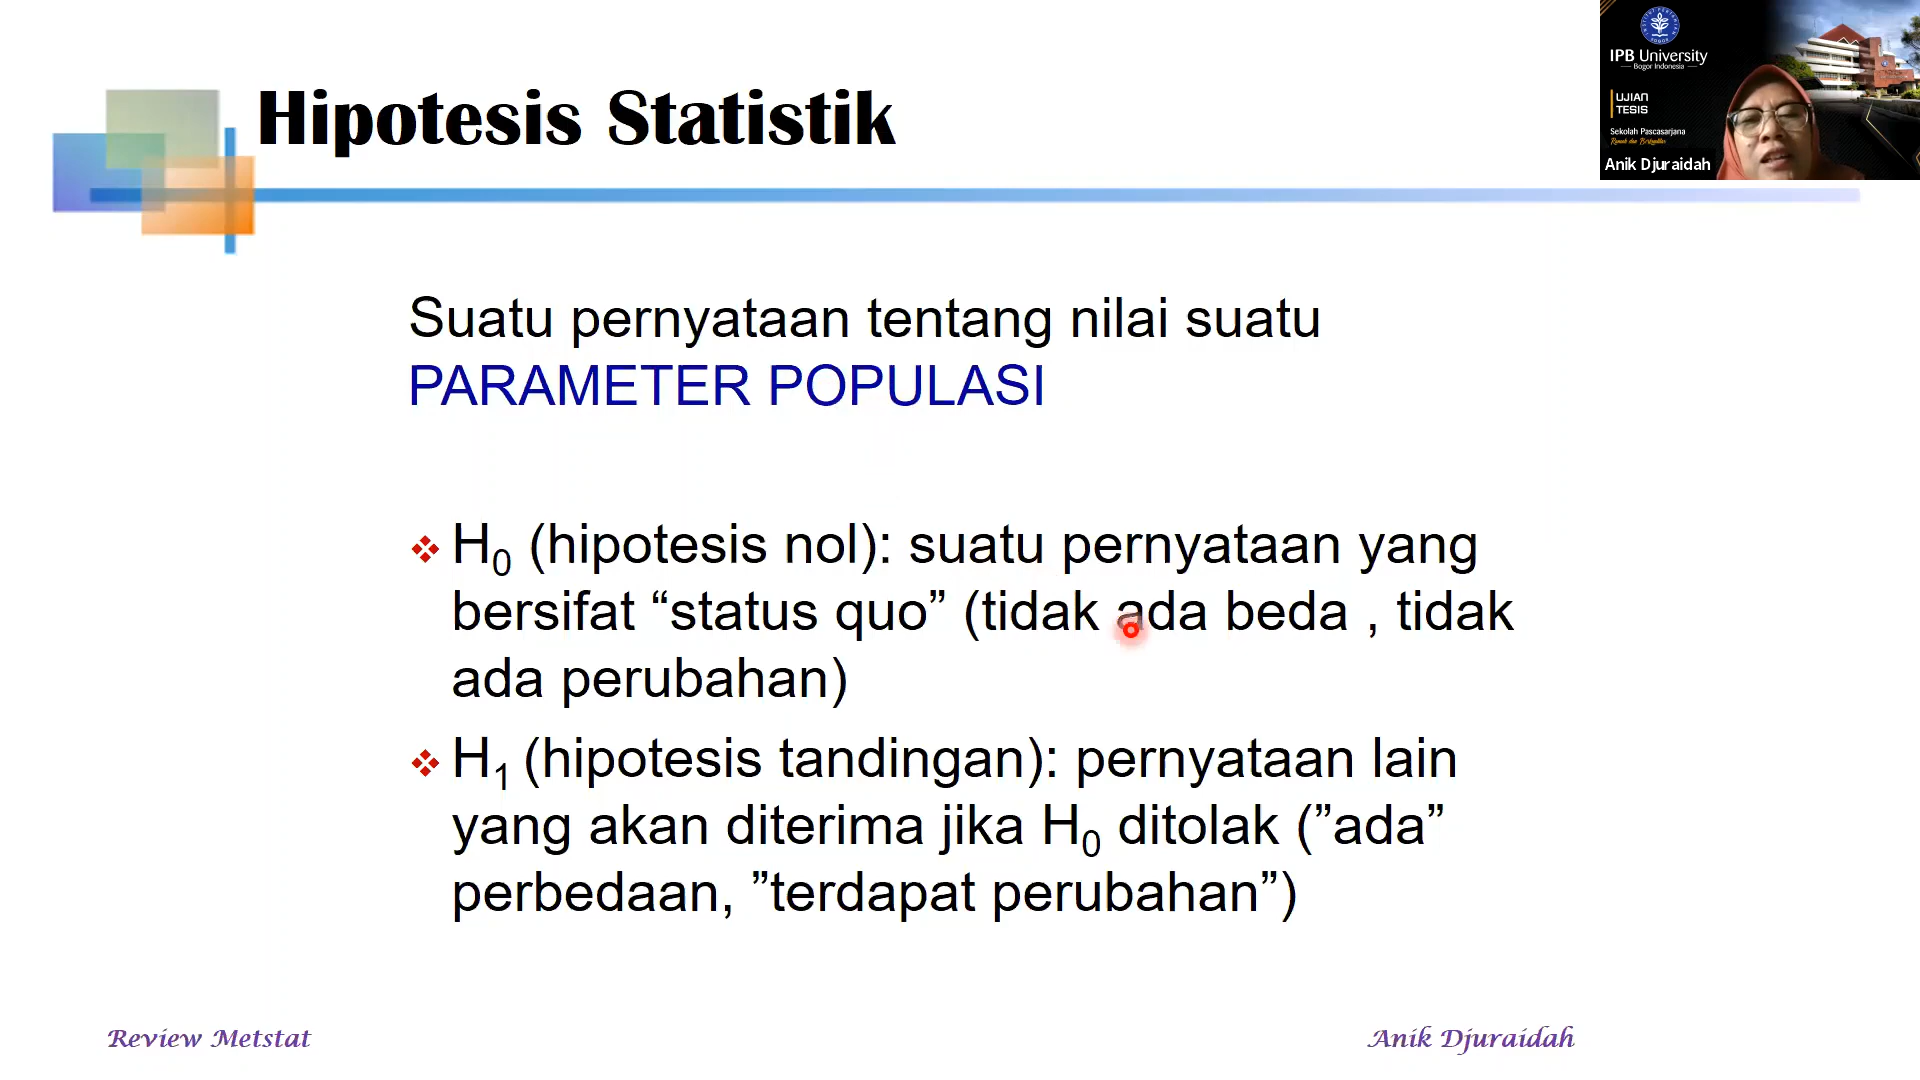 Hipotesis Statistik
IPB University
Bogor Indonesia
UJIAN
TESIS
Sekolah Pascasarjana
Anik Djuraidah
Suatu pernyataan tentang nilai suatu
PARAMETER POPULASI
H0 (hipotesis nol): suatu pernyataan yang
bersifat “status quo” (tidak ada beda , tidak
ada perubahan)
H1 (hipotesis tandingan): pernyataan lain
yang akan diterima jika H0 ditolak (”ada”
perbedaan, ”terdapat perubahan”)
Review Metstat
Anik Djuraidah